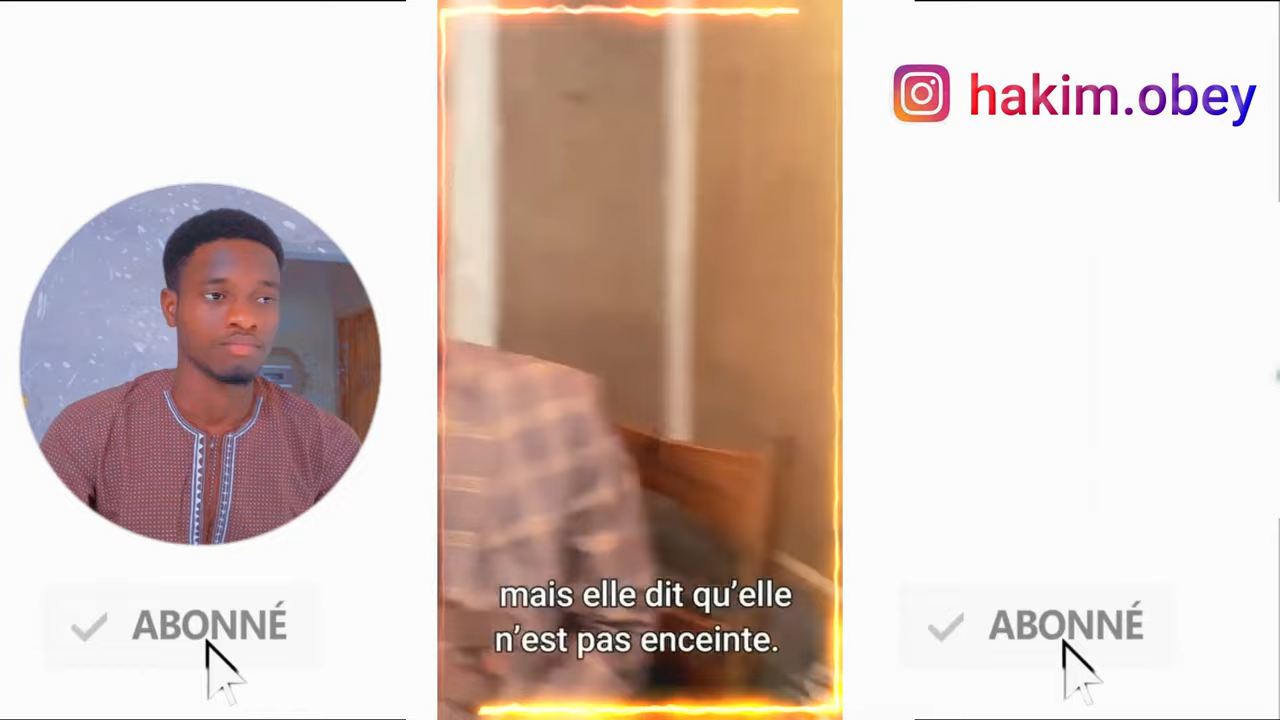 hakim.obey
mais elle dit qu'elle
n'est pas enceinte.
ABONNÉ
ABONNÉ